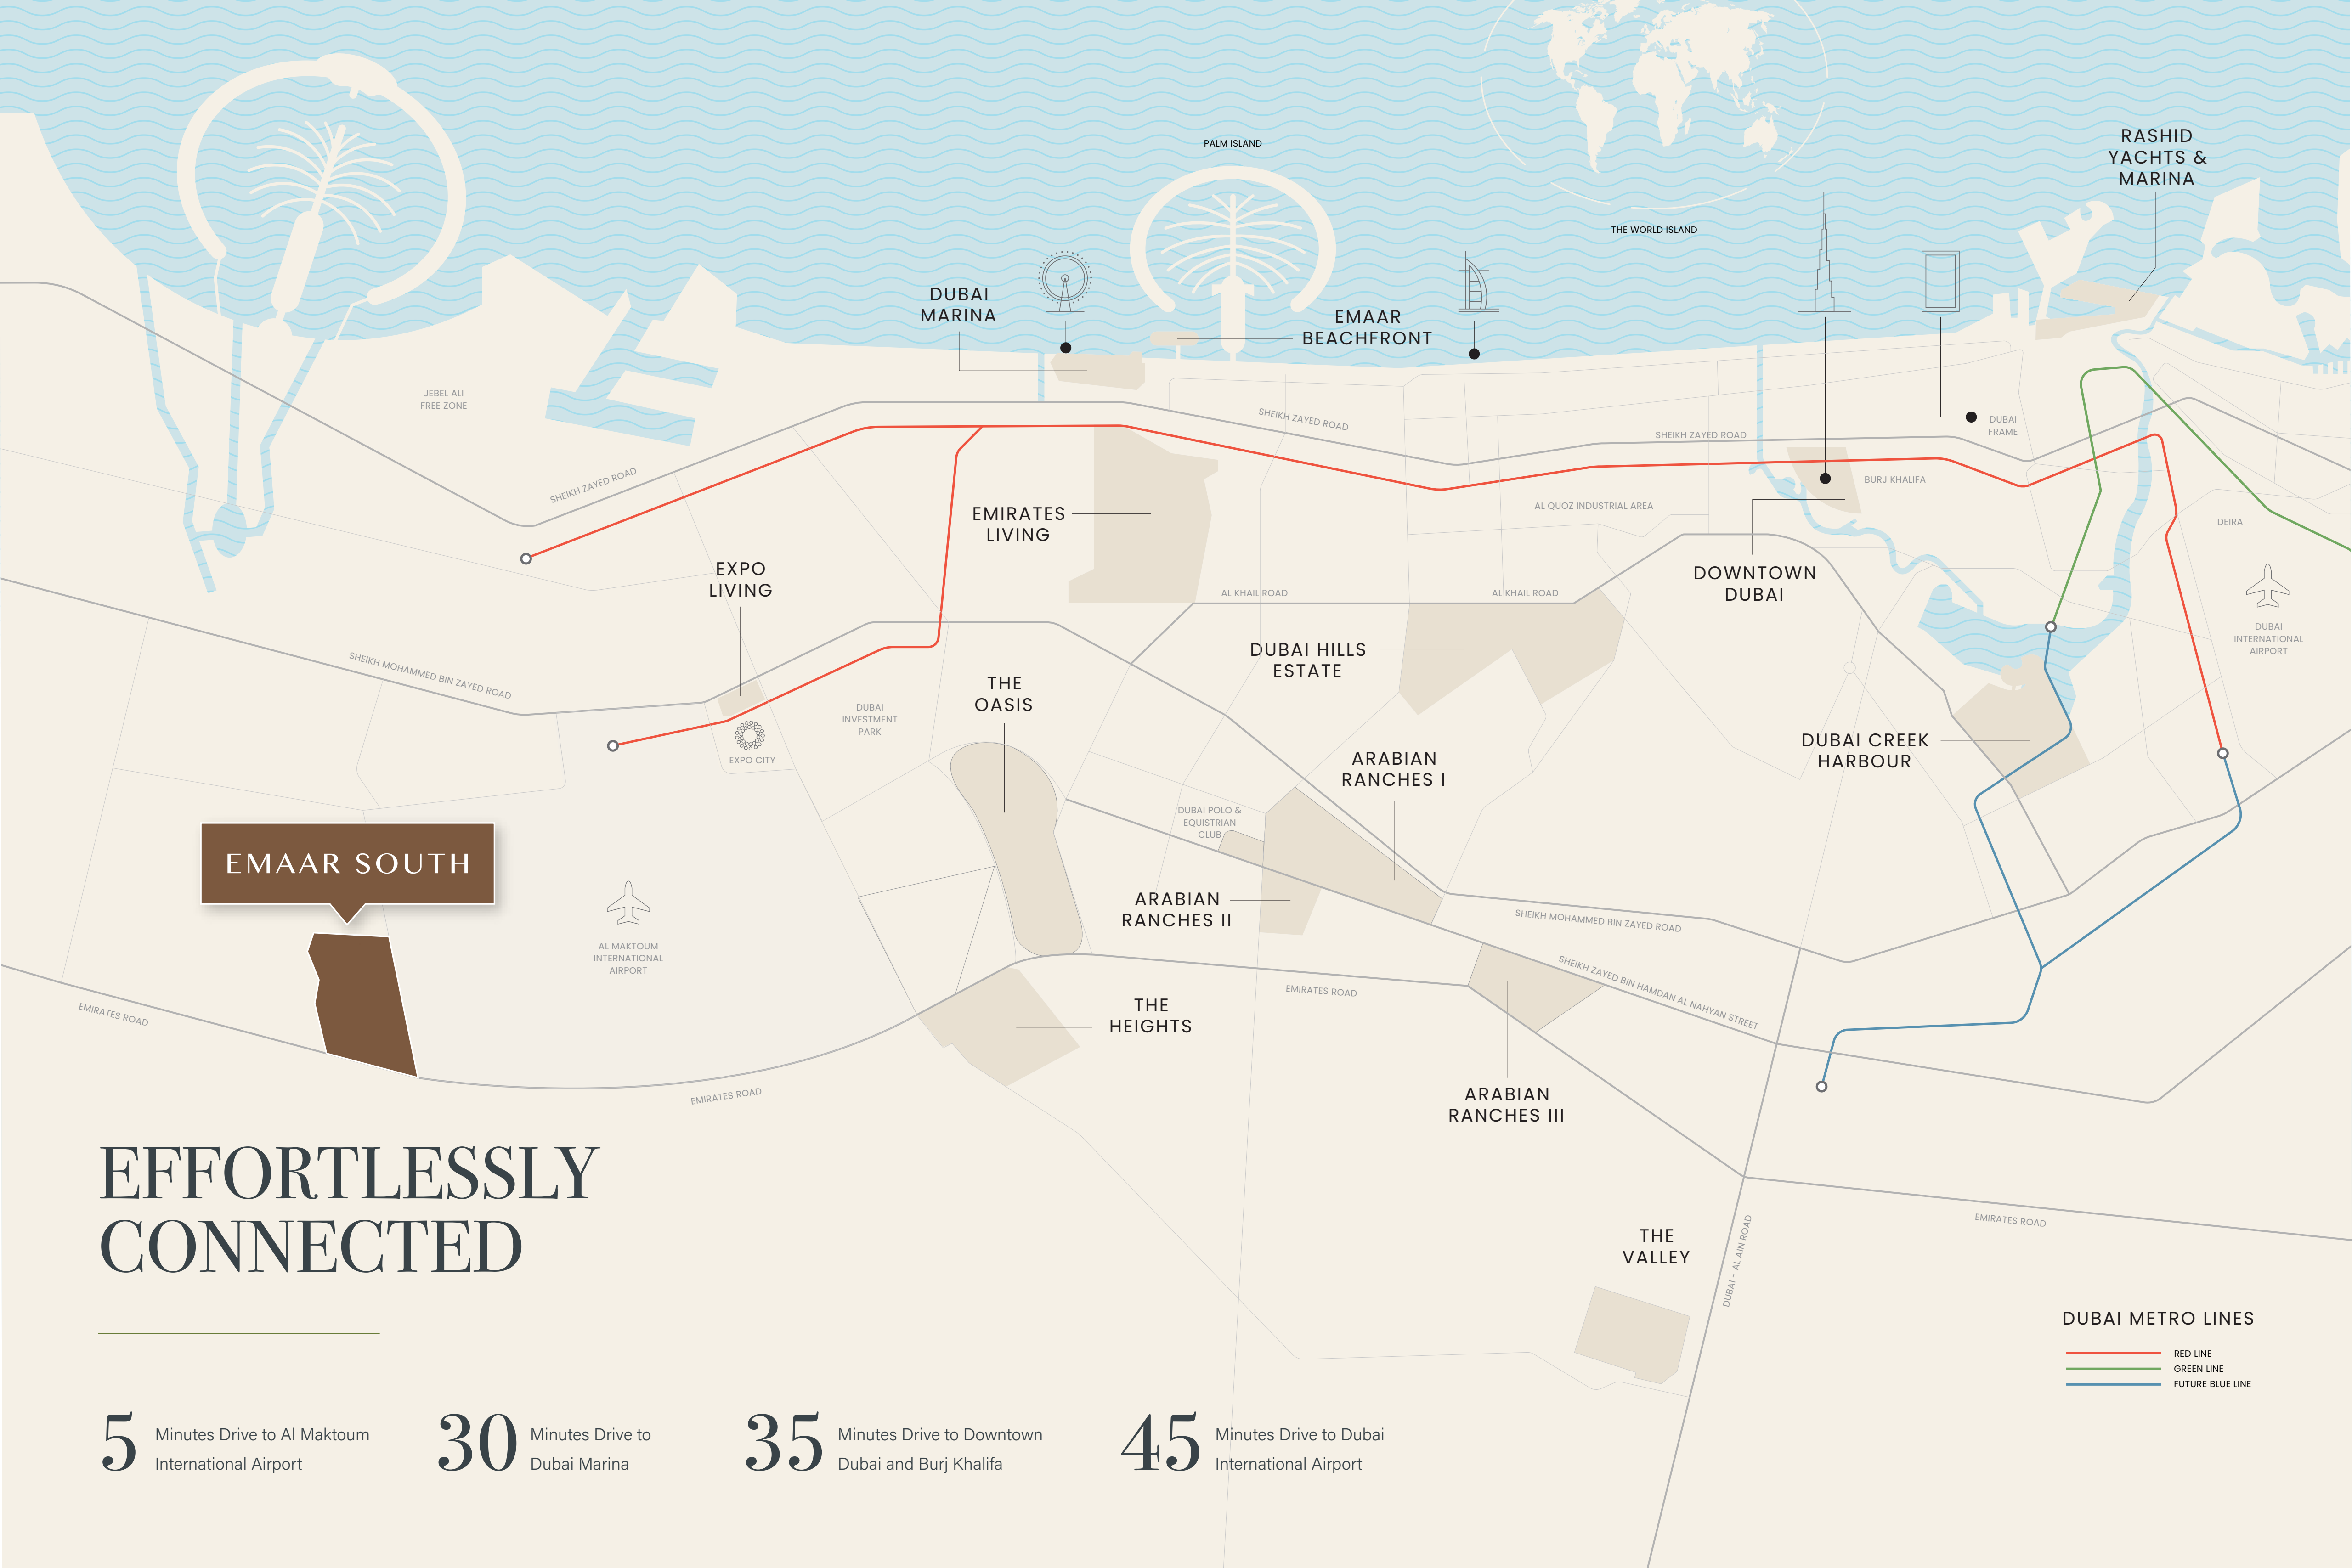 PALM ISLAND
THE WORLD ISLAND
RASHID
YACHTS &
MARINA
DUBAI
MARINA
EMAAR
BEACHFRONT
JEBEL ALI
FREE ZONE
SHEIKH ZAYED ROAD
SHEIKH ZAYED ROAD
SHEIKH ZAYED ROAD
DUBAI
FRAME
BURJ KHALIFA
AL QUOZ INDUSTRIAL AREA
DEIRA
EMIRATES
LIVING
EXPO
LIVING
AL KHAIL ROAD
AL KHAIL ROAD
DOWNTOWN
DUBAI
DUBAI
INTERNATIONAL
AIRPORT
SHEIKH MOHAMMED BIN ZAYED ROAD
DUBAI HILLS
ESTATE
THE
OASIS
DUBAI
INVESTMENT
PARK
EXPO CITY
DUBAI CREEK
HARBOUR
ARABIAN
RANCHES I
DUBAI POLO &
EQUESTRIAN
CLUB
EMAAR SOUTH
ARABIAN
RANCHES II
SHEIKH MOHAMMED BIN ZAYED ROAD
AL MAKTOUM
INTERNATIONAL
AIRPORT
SHEIKH ZAYED BIN HAMDAN AL NAHYAN STREET
EMIRATES ROAD
EMIRATES ROAD
THE
HEIGHTS
EMIRATES ROAD
ARABIAN
RANCHES III
EFFORTLESSLY
CONNECTED
EMIRATES ROAD
THE
VALLEY
DUBAI - AL AIN ROAD
DUBAI METRO LINES
RED LINE
GREEN LINE
FUTURE BLUE LINE
5 Minutes Drive to Al Maktoum
International Airport
30 Minutes Drive to
Dubai Marina
35 Minutes Drive to Downtown
Dubai and Burj Khalifa
45 Minutes Drive to Dubai
International Airport